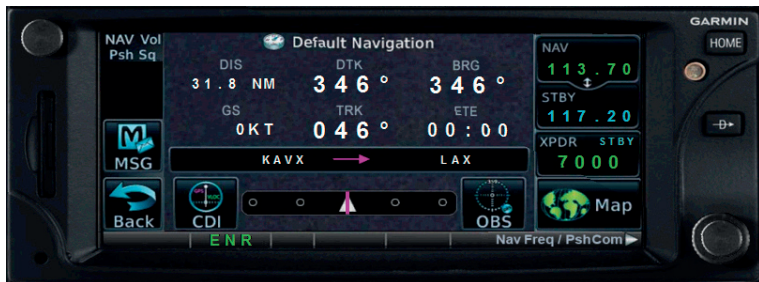 GARMIN
HOME
NAV Vol
Psh Sq
Default Navigation
DIS
31.8 NM
DTK
346°
BRG
346°
GS
0KT
TRK
046°
ETE
00:00
KAVX
LAX
NAV
113.70
STBY
117.20
XPDR STBY
7000
MSG
Back
GPS
VLOC
CDI
OBS
Map
ENR
Nav Freq / PshCom
D